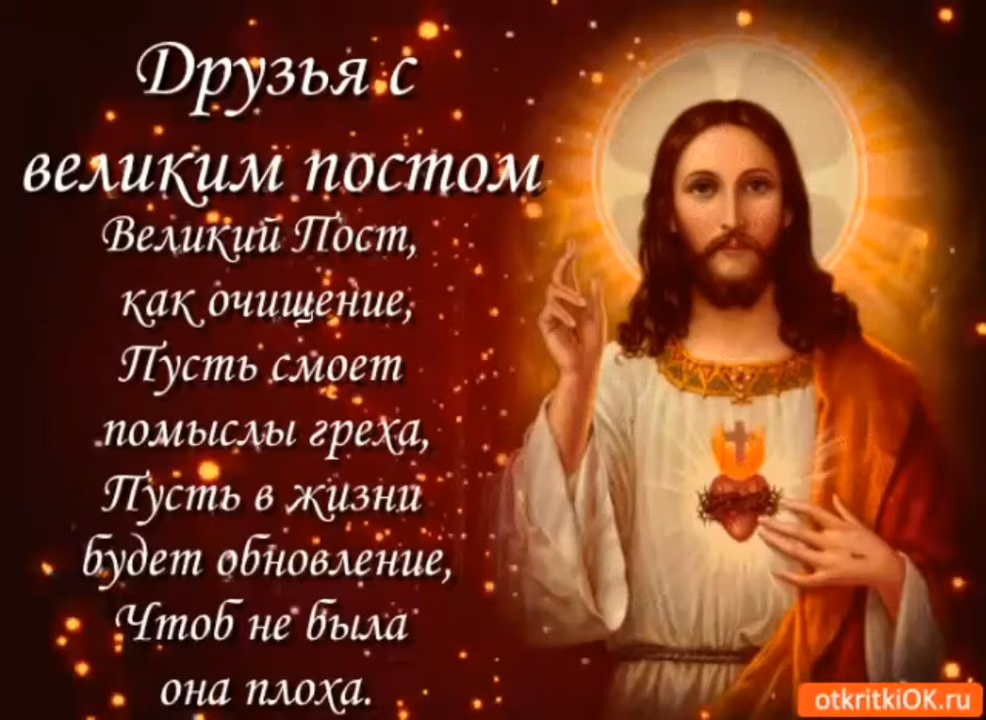 Друзья с
великим постом
Великий Пост,
как очищение,
Пусть смоет
помыслы греха,
Пусть в жизни
будет обновление,
Чтоб не была
она плоха.
otkritkiOK.ru